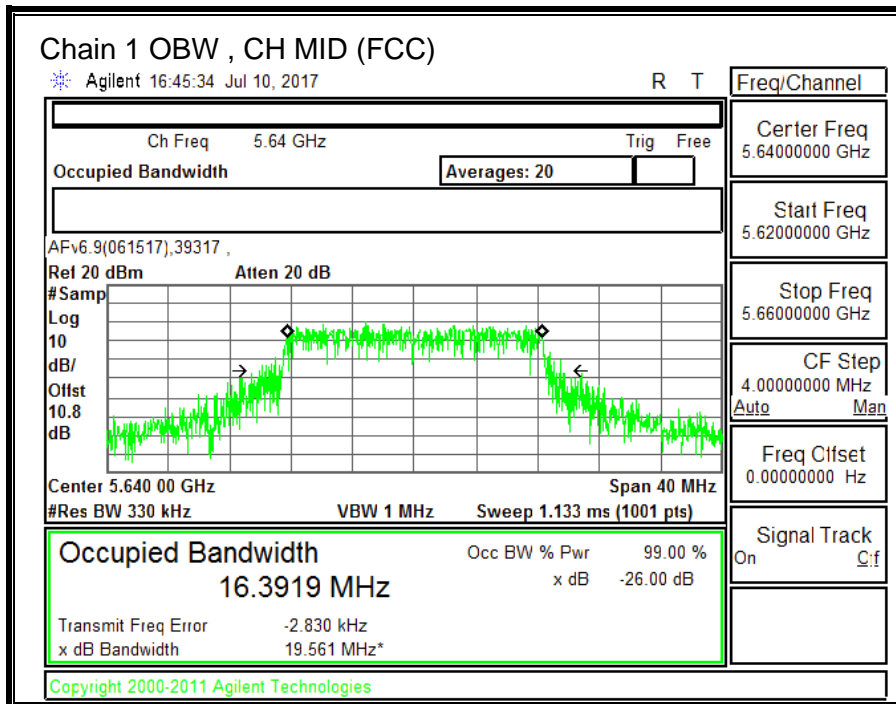 Chain 1 OBW , CH MID (FCC)
Agilent 16:45:34 Jul 10, 2017 R T
Freq/Channel
Ch Freq 5.64 GHz Trig Free
Occupied Bandwidth Averages: 20
Center Freq
5.64000000 GHz
Start Freq
5.62000000 GHz
AFv6.9(061517),39317 ,
Ref 20 dBm Atten 20 dB
#Samp
Log
10
dB/
Offst
10.8
dB
Stop Freq
5.66000000 GHz
CF Step
4.00000000 MHz
Auto Man
Freq Offset
0.00000000 Hz
Center 5.640 00 GHz Span 40 MHz
#Res BW 330 kHz VBW 1 MHz Sweep 1.133 ms (1001 pts)
Signal Track
On Off
Occupied Bandwidth
16.3919 MHz
Occ BW % Pwr 99.00 %
x dB -26.00 dB
Transmit Freq Error -2.830 kHz
x dB Bandwidth 19.561 MHz*
Copyright 2000-2011 Agilent Technologies